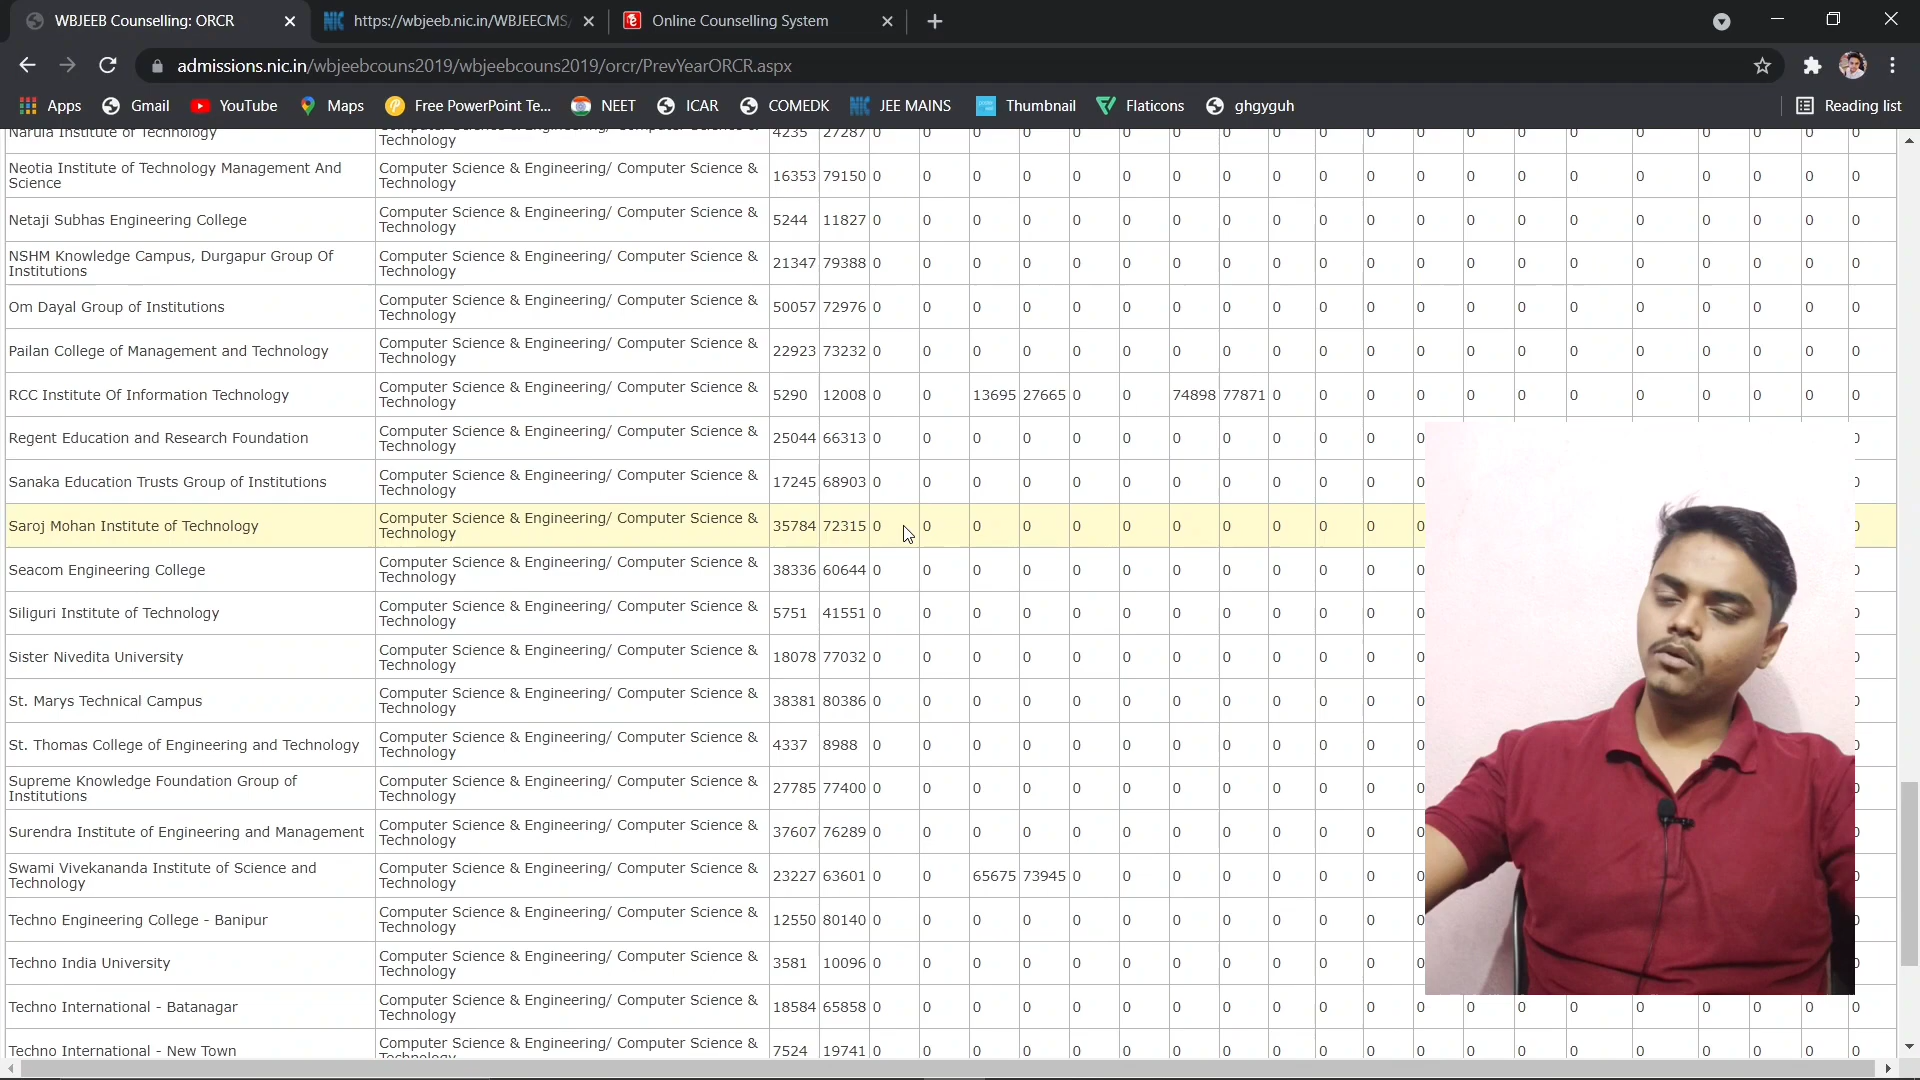 WBJEEB Counselling: ORCR
https://wbjeeb.nic.in/WBJEECMS/
Online Counselling System
admissions.nic.in/wbjeebcouns2019/wbjeebcouns2019/orcr/PrevYearORCR.aspx
Apps Gmail YouTube Maps Free PowerPoint Te... NEET ICAR COMEDK JEE MAINS Thumbnail Flaticons ghgyguh Reading list
Narula Institute of Technology Computer Science & Engineering/ Computer Science & 4235 27287 0 0 0 0 0 0 0 0 0 0 0 0 0 0 0 0 0 0 0
Technology
Neotia Institute of Technology Management And Computer Science & Engineering/ Computer Science & 16353 79150 0 0 0 0 0 0 0 0 0 0 0 0 0 0 0 0 0 0 0
Science Technology
Netaji Subhas Engineering College Computer Science & Engineering/ Computer Science & 5244 11827 0 0 0 0 0 0 0 0 0 0 0 0 0 0 0 0 0 0 0
Technology
NSHM Knowledge Campus, Durgapur Group Of Computer Science & Engineering/ Computer Science & 21347 79388 0 0 0 0 0 0 0 0 0 0 0 0 0 0 0 0 0 0 0
Institutions Technology
Om Dayal Group of Institutions Computer Science & Engineering/ Computer Science & 50057 72976 0 0 0 0 0 0 0 0 0 0 0 0 0 0 0 0 0 0 0
Technology
Pailan College of Management and Technology Computer Science & Engineering/ Computer Science & 22923 73232 0 0 0 0 0 0 0 0 0 0 0 0 0 0 0 0 0 0 0
Technology
RCC Institute Of Information Technology Computer Science & Engineering/ Computer Science & 5290 12008 0 0 13695 27665 0 0 74898 77871 0 0 0 0 0 0 0 0 0 0 0
Technology
Regent Education and Research Foundation Computer Science & Engineering/ Computer Science & 25044 66313 0 0 0 0 0 0 0 0 0 0 0 0
Technology
Sanaka Education Trusts Group of Institutions Computer Science & Engineering/ Computer Science & 17245 68903 0 0 0 0 0 0 0 0 0 0 0 0
Technology
Saroj Mohan Institute of Technology Computer Science & Engineering/ Computer Science & 35784 72315 0 0 0 0 0 0 0 0 0 0 0 0
Technology
Seacom Engineering College Computer Science & Engineering/ Computer Science & 38336 60644 0 0 0 0 0 0 0 0 0 0 0 0
Technology
Siliguri Institute of Technology Computer Science & Engineering/ Computer Science & 5751 41551 0 0 0 0 0 0 0 0 0 0 0 0
Technology
Sister Nivedita University Computer Science & Engineering/ Computer Science & 18078 77032 0 0 0 0 0 0 0 0 0 0 0 0
Technology
St. Marys Technical Campus Computer Science & Engineering/ Computer Science & 38381 80386 0 0 0 0 0 0 0 0 0 0 0 0
Technology
St. Thomas College of Engineering and Technology Computer Science & Engineering/ Computer Science & 4337 8988 0 0 0 0 0 0 0 0 0 0 0 0
Technology
Supreme Knowledge Foundation Group of Computer Science & Engineering/ Computer Science & 27785 77400 0 0 0 0 0 0 0 0 0 0 0 0
Institutions Technology
Surendra Institute of Engineering and Management Computer Science & Engineering/ Computer Science & 37607 76289 0 0 0 0 0 0 0 0 0 0 0 0
Technology
Swami Vivekananda Institute of Science and Computer Science & Engineering/ Computer Science & 23227 63601 0 0 65675 73945 0 0 0 0 0 0 0 0
Technology Technology
Techno Engineering College - Banipur Computer Science & Engineering/ Computer Science & 12550 80140 0 0 0 0 0 0 0 0 0 0 0 0
Technology
Techno India University Computer Science & Engineering/ Computer Science & 3581 10096 0 0 0 0 0 0 0 0 0 0 0 0
Technology
Techno International - Batanagar Computer Science & Engineering/ Computer Science & 18584 65858 0 0 0 0 0 0 0 0 0 0 0 0 0 0 0 0 0 0 0
Technology
Techno International - New Town Computer Science & Engineering/ Computer Science & 7524 19741 0 0 0 0 0 0 0 0 0 0 0 0 0 0 0 0 0 0 0
Technology